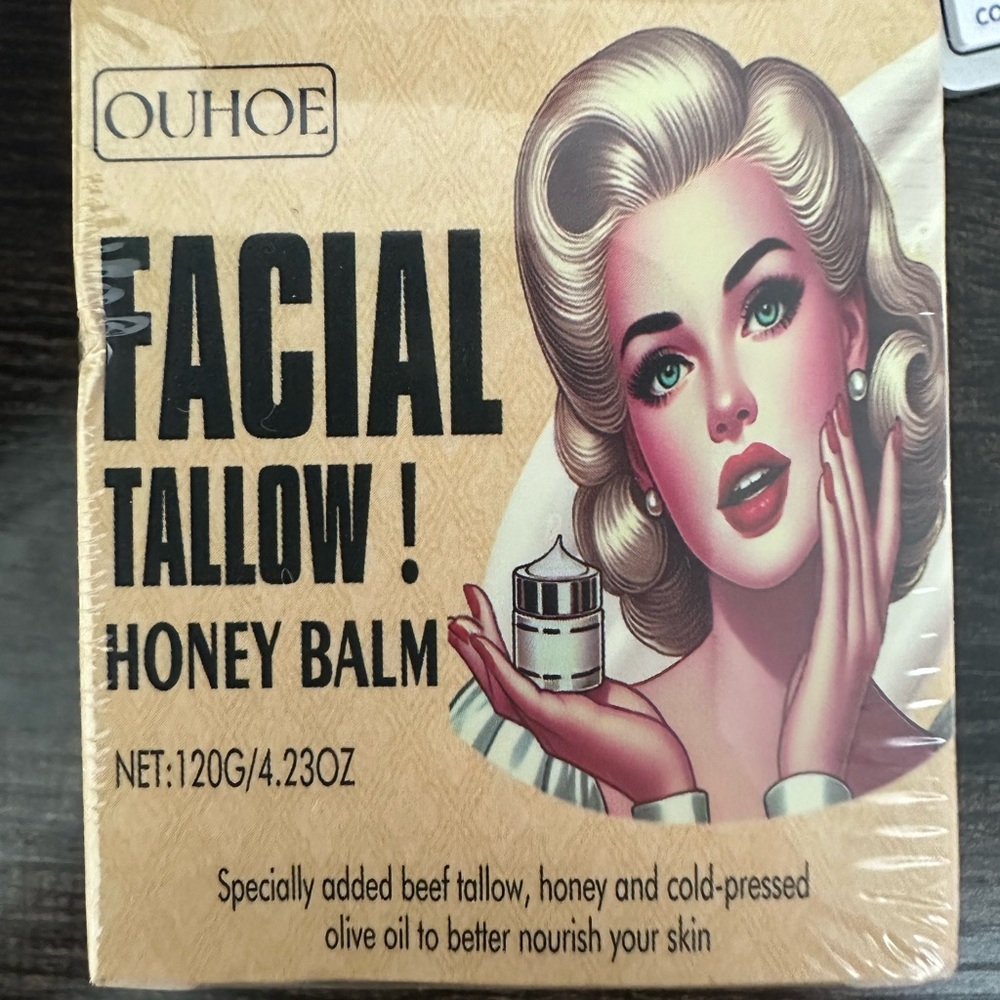 OUHOE
FACIAL
TALLOW !
HONEY BALM
NET:120G/4.23OZ
Specially added beef tallow, honey and cold-pressed
olive oil to better nourish your skin
CO